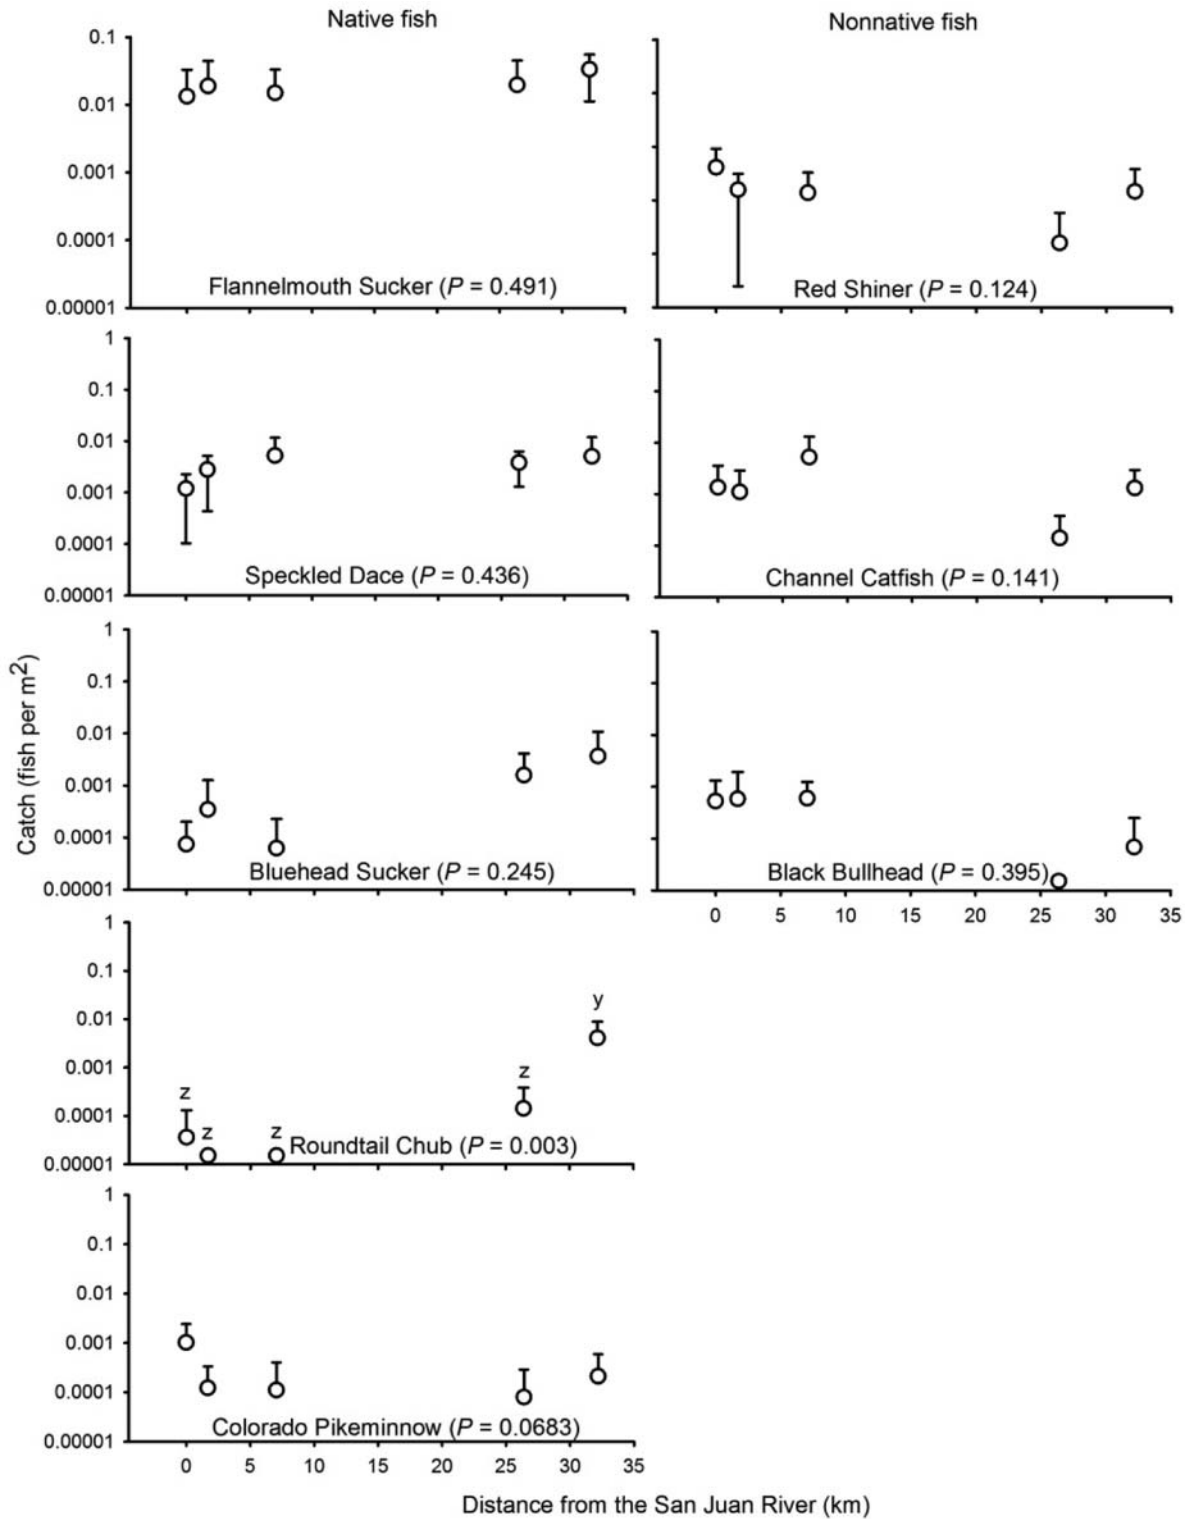 Native fish
Nonnative fish
0.1
0.01
0.001
0.0001
0.00001
Flannelmouth Sucker (P = 0.491)
Red Shiner (P = 0.124)
1
0.1
0.01
0.001
0.0001
0.00001
Speckled Dace (P = 0.436)
Channel Catfish (P = 0.141)
Catch (fish per m²)
1
0.1
0.01
0.001
0.0001
0.00001
Bluehead Sucker (P = 0.245)
Black Bullhead (P = 0.395)
0 5 10 15 20 25 30 35
1
0.1
0.01
0.001
0.0001
0.00001
z
z
z
z
y
Roundtail Chub (P = 0.003)
1
0.1
0.01
0.001
0.0001
0.00001
Colorado Pikeminnow (P = 0.0683)
0 5 10 15 20 25 30 35
Distance from the San Juan River (km)